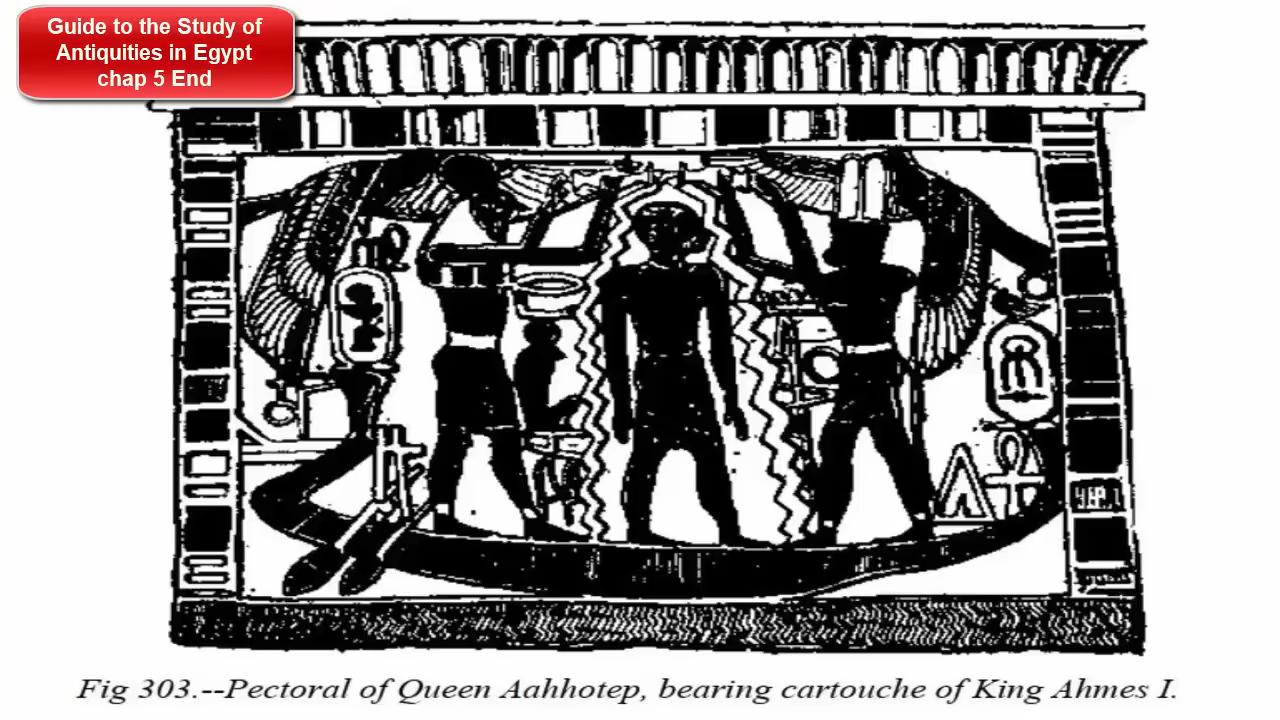 Guide to the Study of
Antiquities in Egypt
chap 5 End
Fig 303.--Pectoral of Queen Aahhotep, bearing cartouche of King Ahmes I.